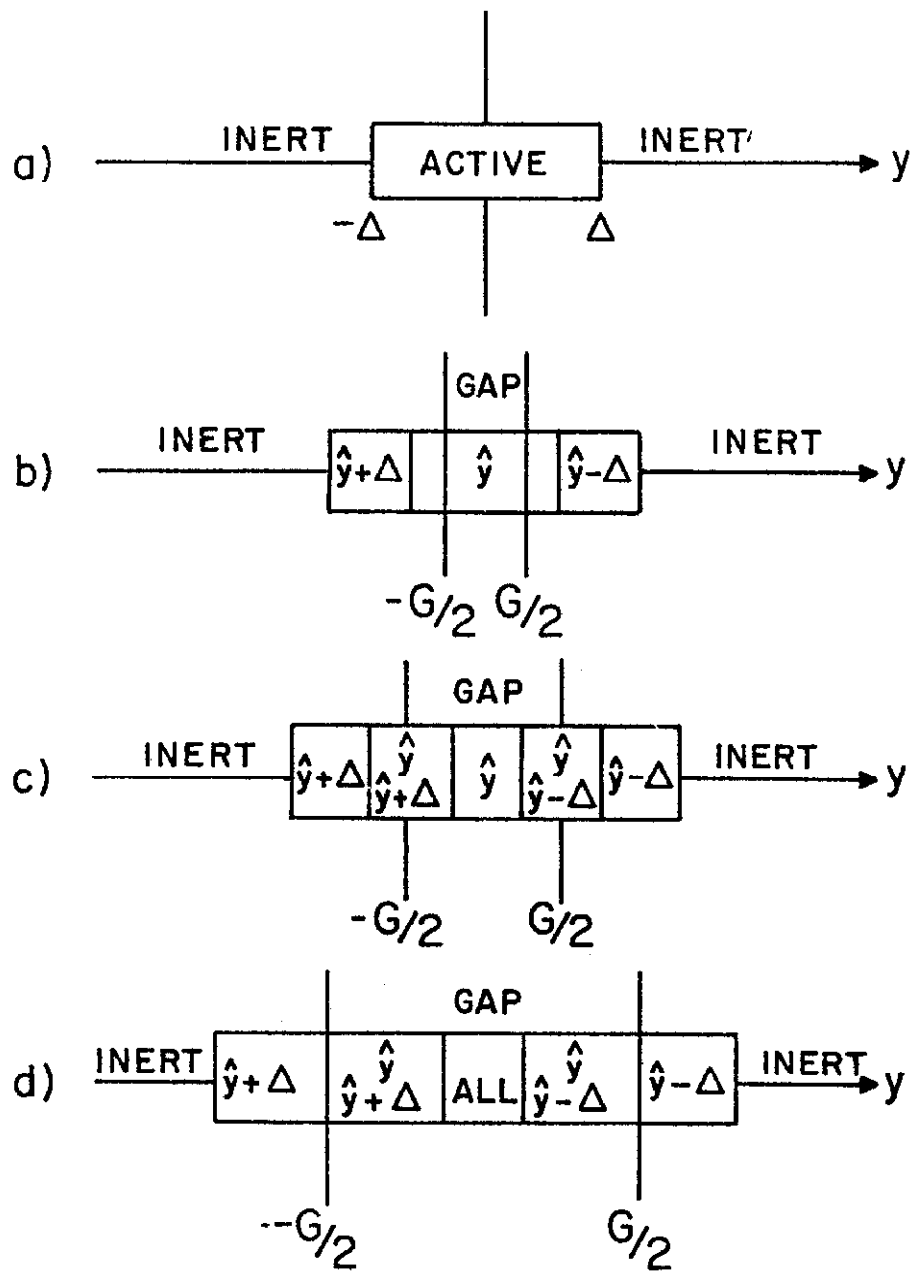 a) INERT ACTIVE INERT y
-Δ Δ
GAP
b) INERT ŷ+Δ ŷ ŷ-Δ INERT y
-G/2 G/2
GAP
c) INERT ŷ+Δ ŷ ŷ+Δ ŷ ŷ ŷ-Δ ŷ-Δ INERT y
-G/2 G/2
GAP
d) INERT ŷ+Δ ŷ ŷ+Δ ALL ŷ ŷ-Δ ŷ-Δ INERT y
--G/2 G/2